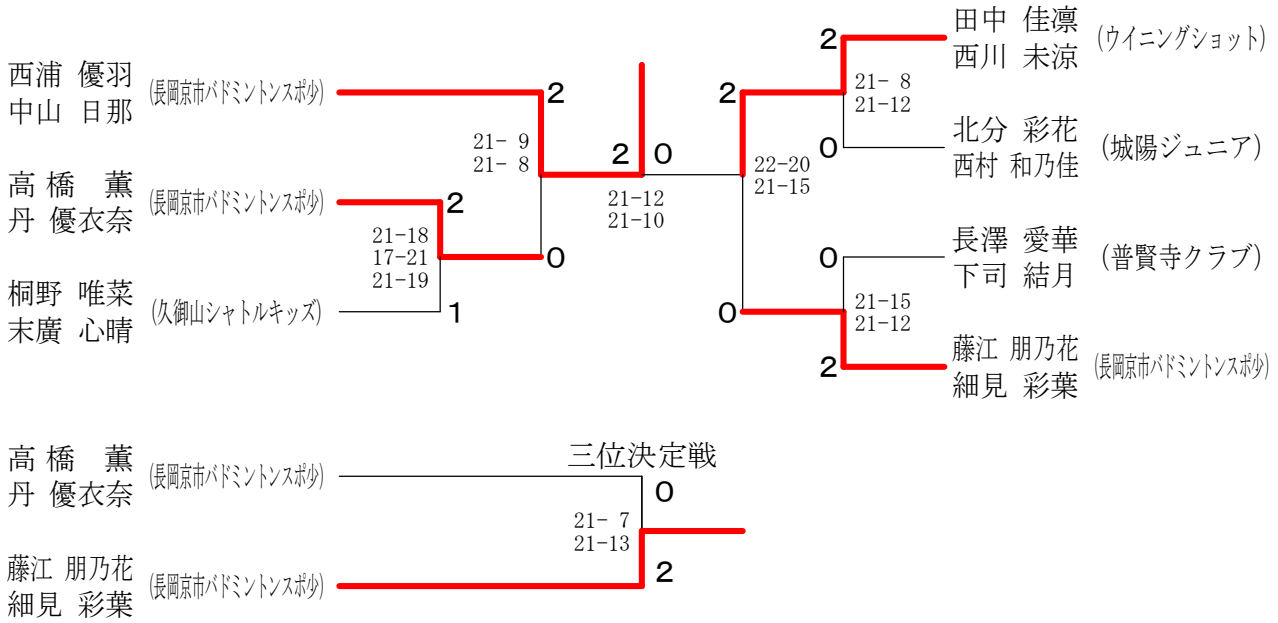 西浦 優羽
中山 日那
(長岡京市バドミントンスポ少)
2
高橋 薫
丹 優衣奈
(長岡京市バドミントンスポ少)
2
桐野 唯菜
末廣 心晴
(久御山シャトルキッズ)
1
21-18
17-21
21-19
0
21- 9
21- 8
2 0
21-12
21-10
田中 佳凛
西川 未涼
(ウイニングショット)
2
21- 8
21-12
北分 彩花
西村 和乃佳
(城陽ジュニア)
0
2
22-20
21-15
0
長澤 愛華
下司 結月
(普賢寺クラブ)
0
21-15
21-12
藤江 朋乃花
細見 彩葉
(長岡京市バドミントンスポ少)
2
三位決定戦
高橋 薫
丹 優衣奈
(長岡京市バドミントンスポ少)
0
21- 7
21-13
藤江 朋乃花
細見 彩葉
(長岡京市バドミントンスポ少)
2